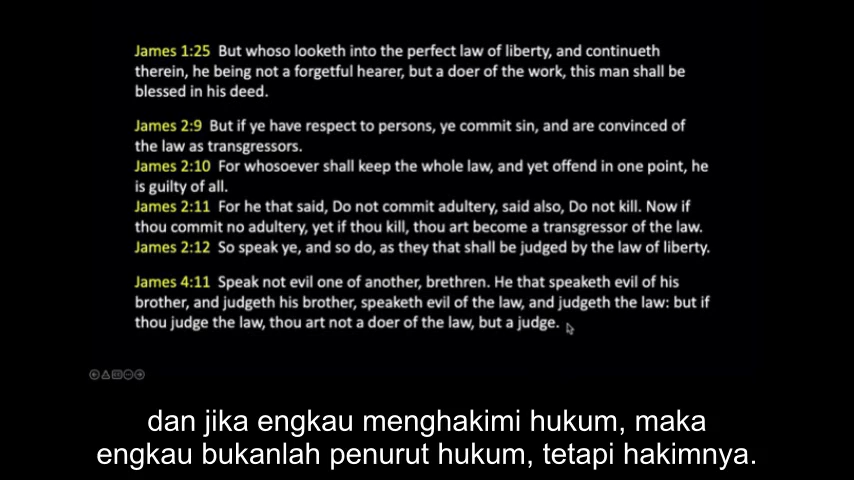 James 1:25  But whoso looketh into the perfect law of liberty, and continueth
therein, he being not a forgetful hearer, but a doer of the work, this man shall be
blessed in his deed.
James 2:9  But if ye have respect to persons, ye commit sin, and are convinced of
the law as transgressors.
James 2:10  For whosoever shall keep the whole law, and yet offend in one point, he
is guilty of all.
James 2:11  For he that said, Do not commit adultery, said also, Do not kill. Now if
thou commit no adultery, yet if thou kill, thou art become a transgressor of the law.
James 2:12  So speak ye, and so do, as they that shall be judged by the law of liberty.
James 4:11  Speak not evil one of another, brethren. He that speaketh evil of his
brother, and judgeth his brother, speaketh evil of the law, and judgeth the law: but if
thou judge the law, thou art not a doer of the law, but a judge.
dan jika engkau menghakimi hukum, maka
engkau bukanlah penurut hukum, tetapi hakimnya.